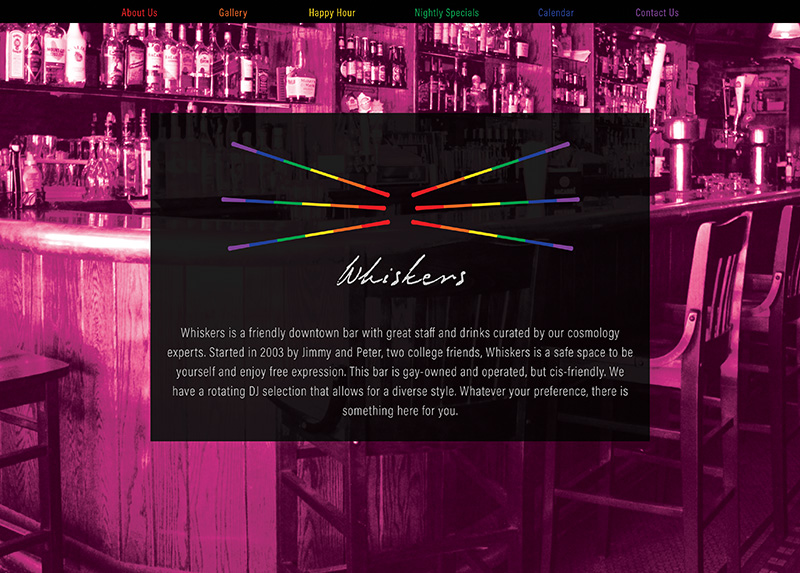 About Us Gallery Happy Hour Nightly Specials Calendar Contact Us
Whiskers
Whiskers is a friendly downtown bar with great staff and drinks curated by our cosmology
experts. Started in 2003 by Jimmy and Peter, two college friends, Whiskers is a safe space to be
yourself and enjoy free expression. This bar is gay-owned and operated, but cis-friendly. We
have a rotating DJ selection that allows for a diverse style. Whatever your preference, there is
something here for you.